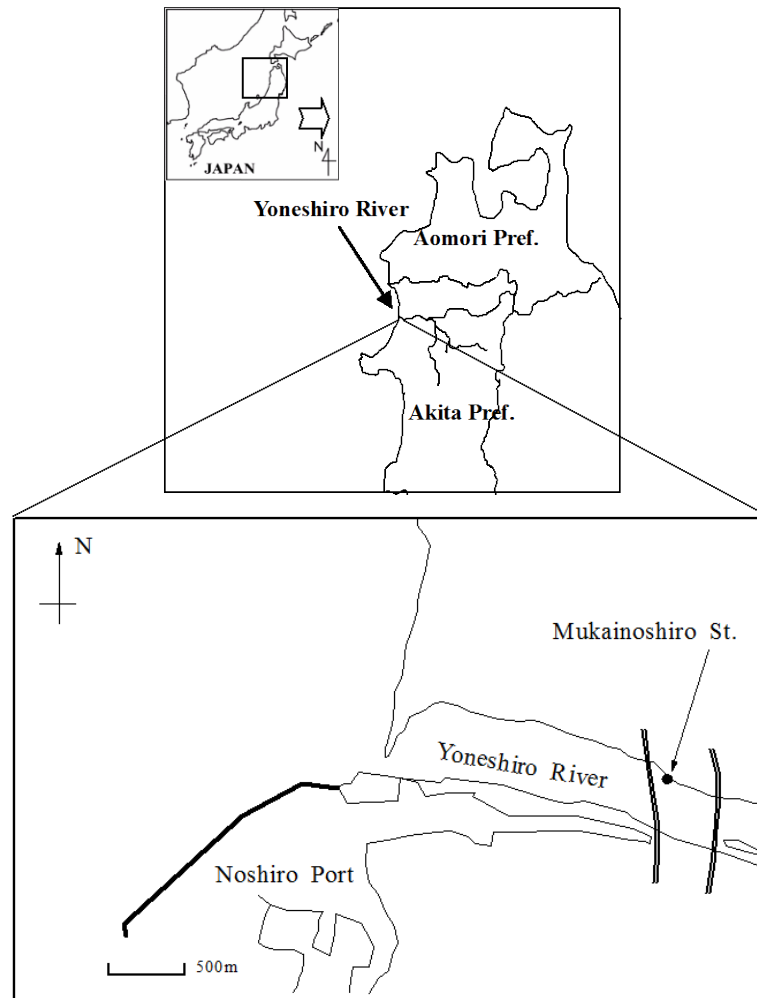 N
JAPAN
Yoneshiro River
Aomori Pref.
Akita Pref.
N
Mukainoshiro St.
Yoneshiro River
Noshiro Port
500m